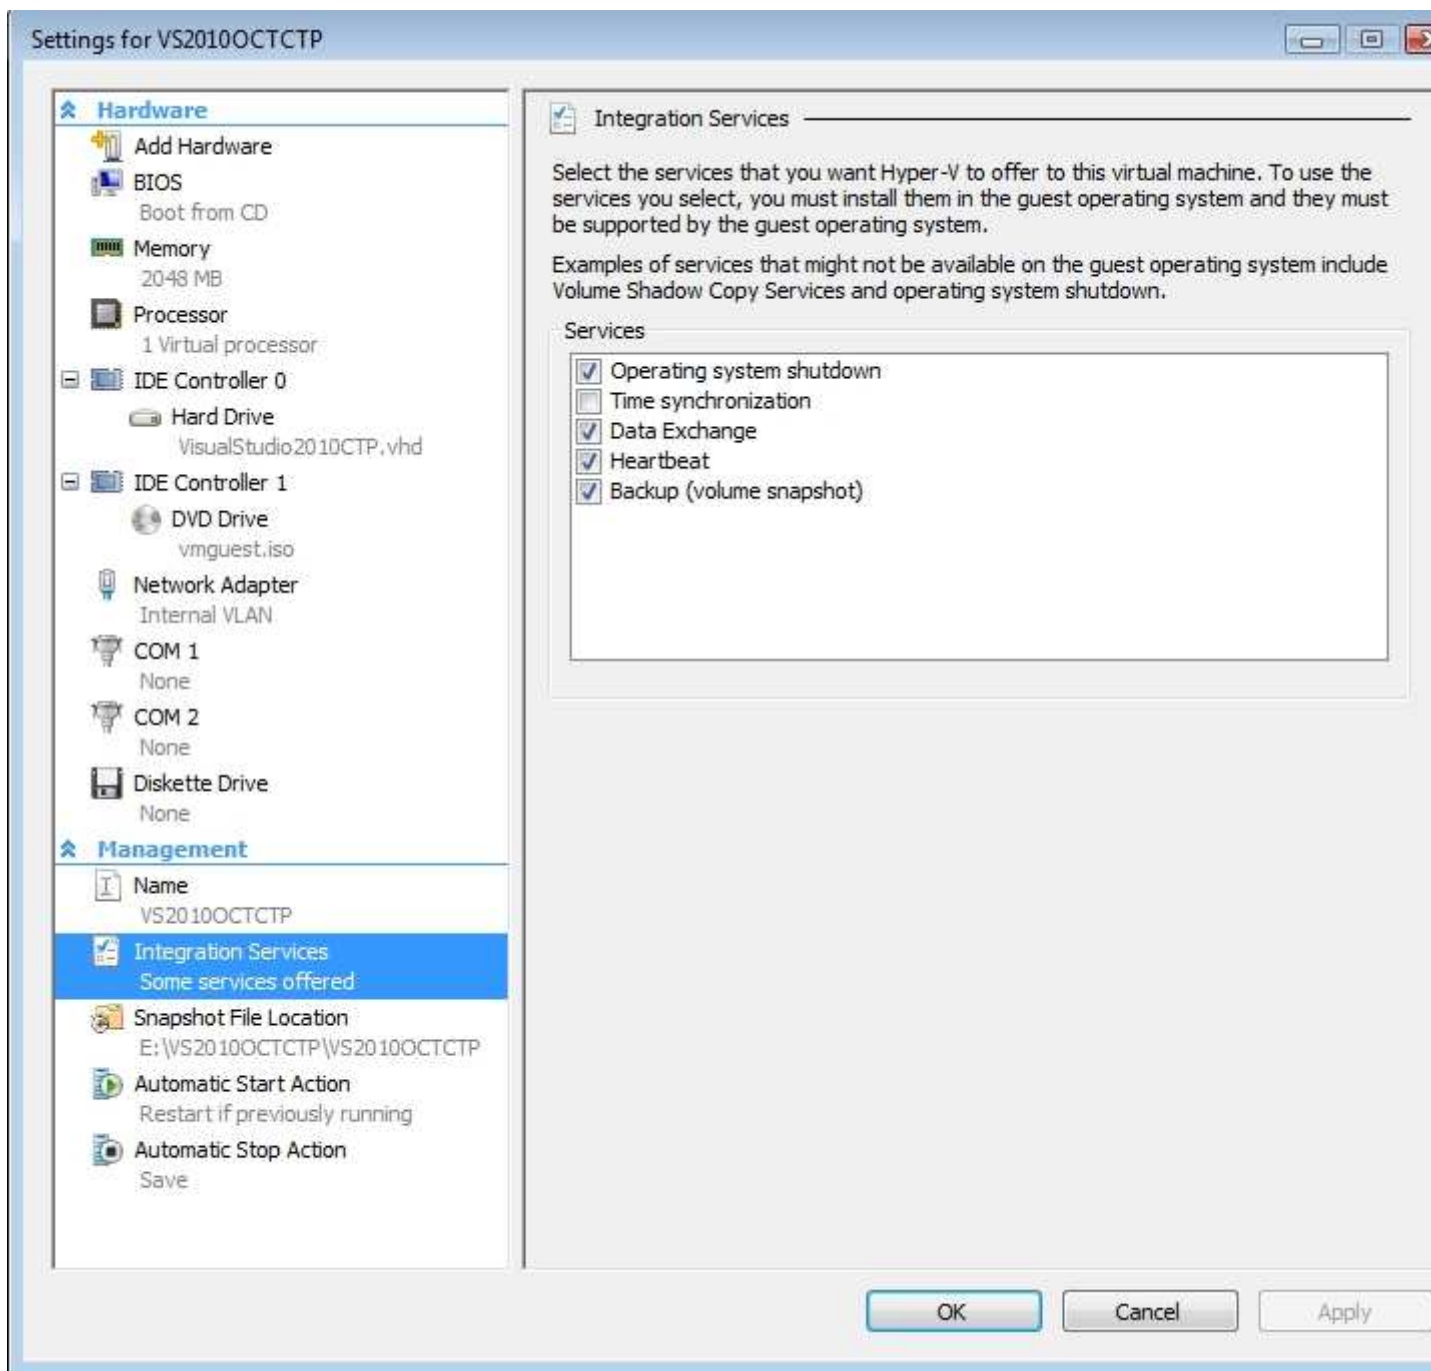 Settings for VS2010OCTCTP
Hardware
Add Hardware
BIOS
Boot from CD
Memory
2048 MB
Processor
1 Virtual processor
IDE Controller 0
Hard Drive
VisualStudio2010CTP.vhd
IDE Controller 1
DVD Drive
vmguest.iso
Network Adapter
Internal VLAN
COM 1
None
COM 2
None
Diskette Drive
None
Management
Name
VS2010OCTCTP
Integration Services
Some services offered
Snapshot File Location
E:\VS2010OCTCTP\VS2010OCTCTP
Automatic Start Action
Restart if previously running
Automatic Stop Action
Save
Integration Services
Select the services that you want Hyper-V to offer to this virtual machine. To use the
services you select, you must install them in the guest operating system and they must
be supported by the guest operating system.
Examples of services that might not be available on the guest operating system include
Volume Shadow Copy Services and operating system shutdown.
Services
Operating system shutdown
Time synchronization
Data Exchange
Heartbeat
Backup (volume snapshot)
OK
Cancel
Apply